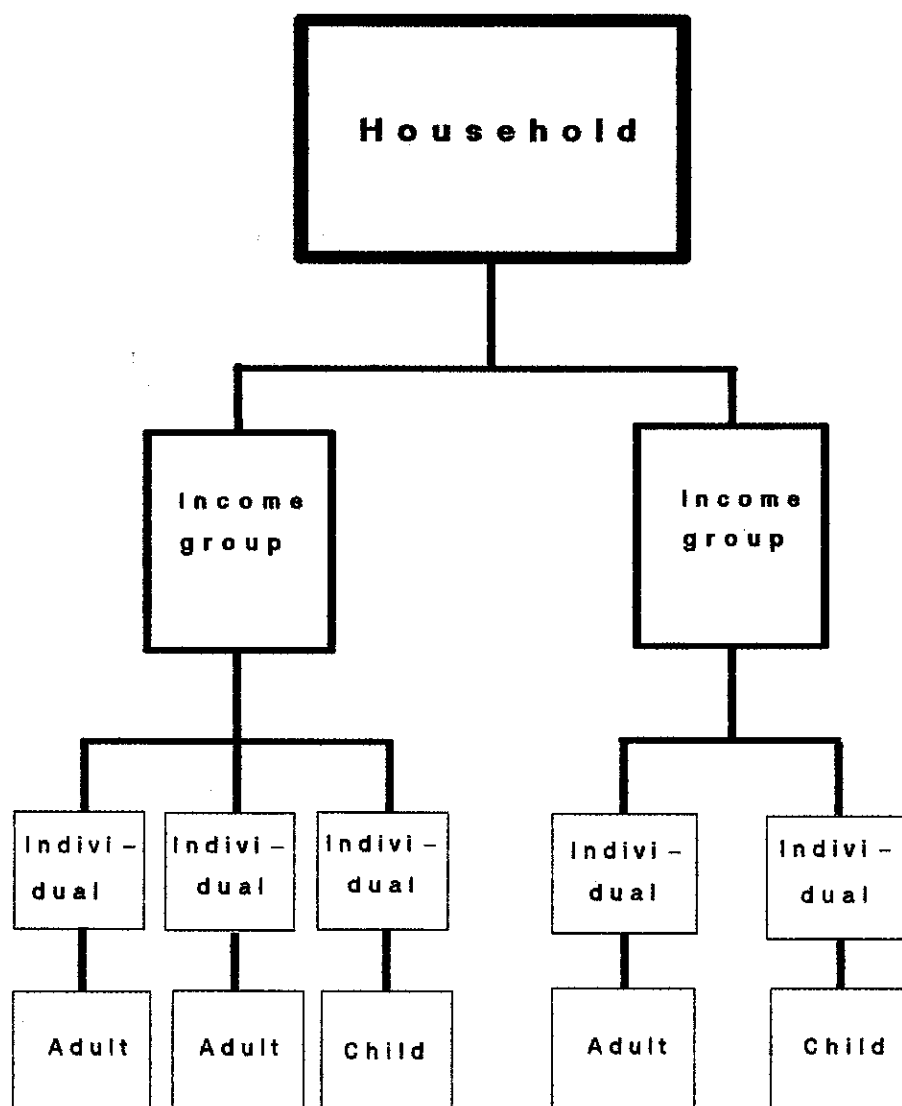 Household
Income
group
Income
group
Indivi-
dual
Indivi-
dual
Indivi-
dual
Indivi-
dual
Indivi-
dual
Adult
Adult
Child
Adult
Child